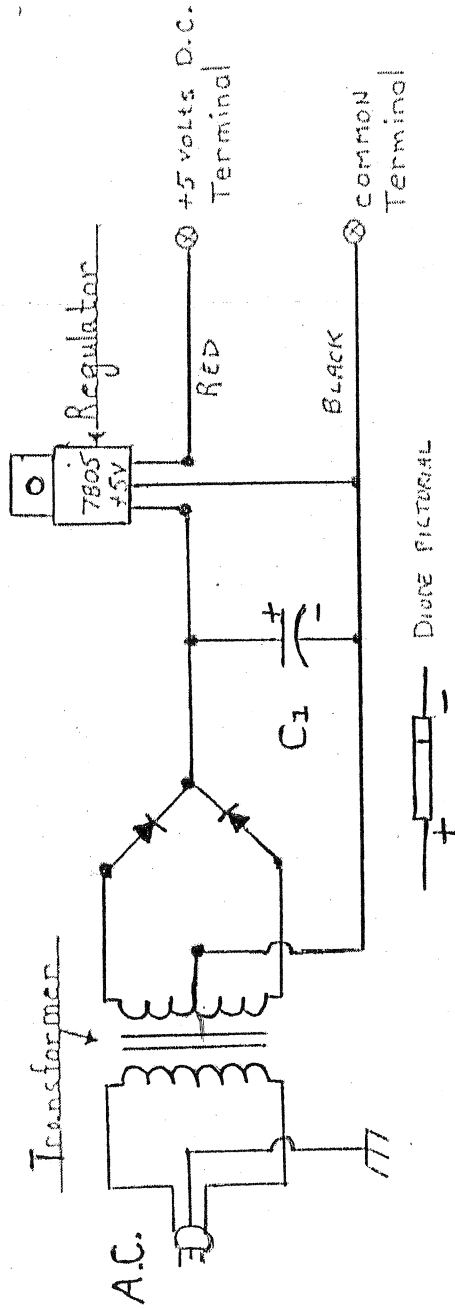 A.C.
Transformer
Regulator
7805
+5V
+5 volts D.C.
Terminal
RED
C1
+
-
BLACK
COMMON
Terminal
+
-
DIODE PICTORIAL